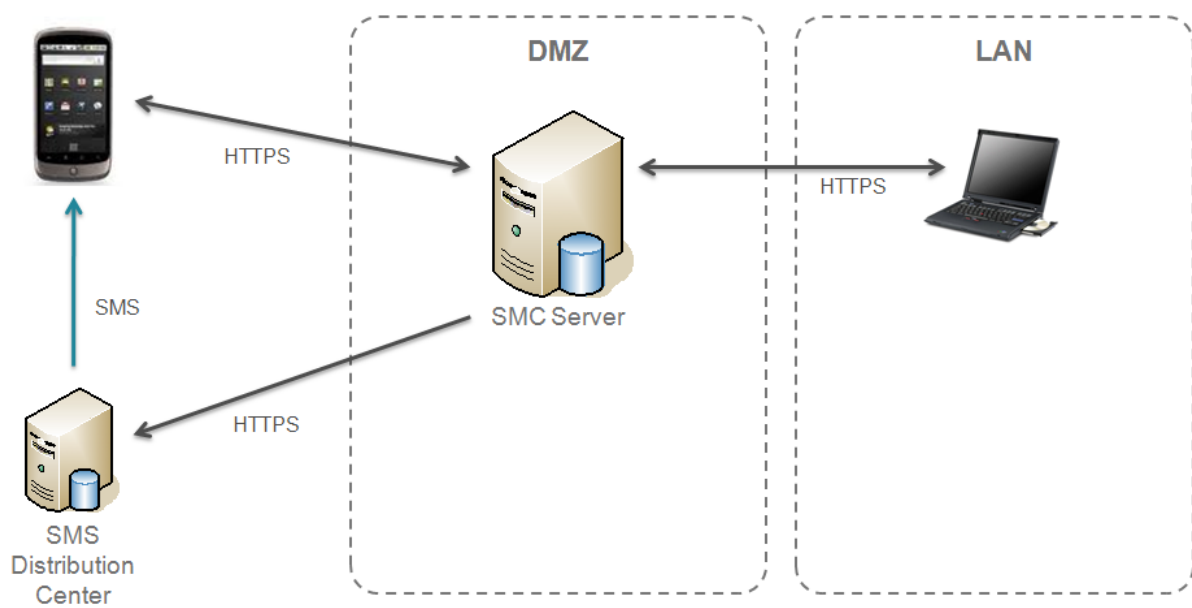 DMZ
LAN
HTTPS
HTTPS
SMS
SMC Server
HTTPS
SMS
Distribution
Center